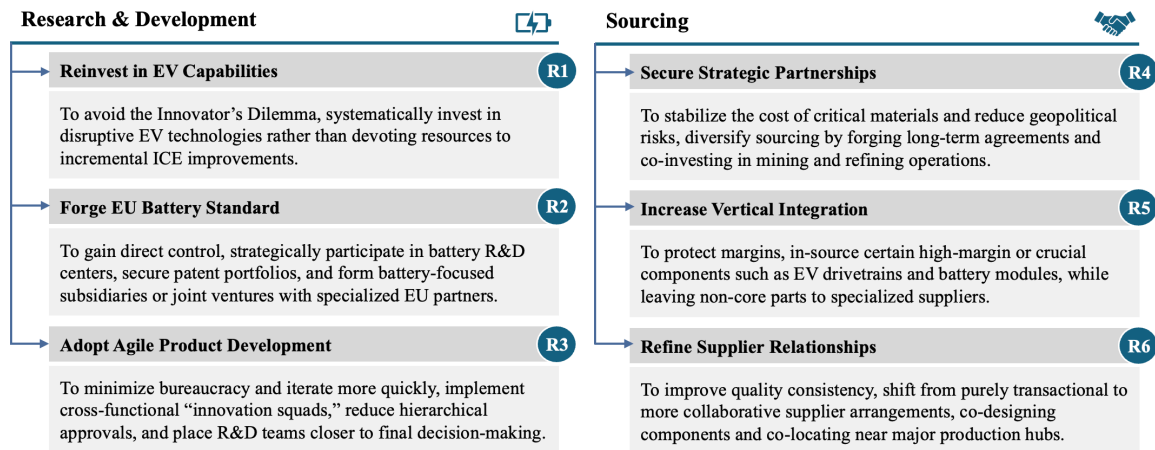 Research & Development
Reinvest in EV Capabilities
R1
To avoid the Innovator’s Dilemma, systematically invest in
disruptive EV technologies rather than devoting resources to
incremental ICE improvements.
Forge EU Battery Standard
R2
To gain direct control, strategically participate in battery R&D
centers, secure patent portfolios, and form battery-focused
subsidiaries or joint ventures with specialized EU partners.
Adopt Agile Product Development
R3
To minimize bureaucracy and iterate more quickly, implement
cross-functional “innovation squads,” reduce hierarchical
approvals, and place R&D teams closer to final decision-making.
Sourcing
Secure Strategic Partnerships
R4
To stabilize the cost of critical materials and reduce geopolitical
risks, diversify sourcing by forging long-term agreements and
co-investing in mining and refining operations.
Increase Vertical Integration
R5
To protect margins, in-source certain high-margin or crucial
components such as EV drivetrains and battery modules, while
leaving non-core parts to specialized suppliers.
Refine Supplier Relationships
R6
To improve quality consistency, shift from purely transactional to
more collaborative supplier arrangements, co-designing
components and co-locating near major production hubs.